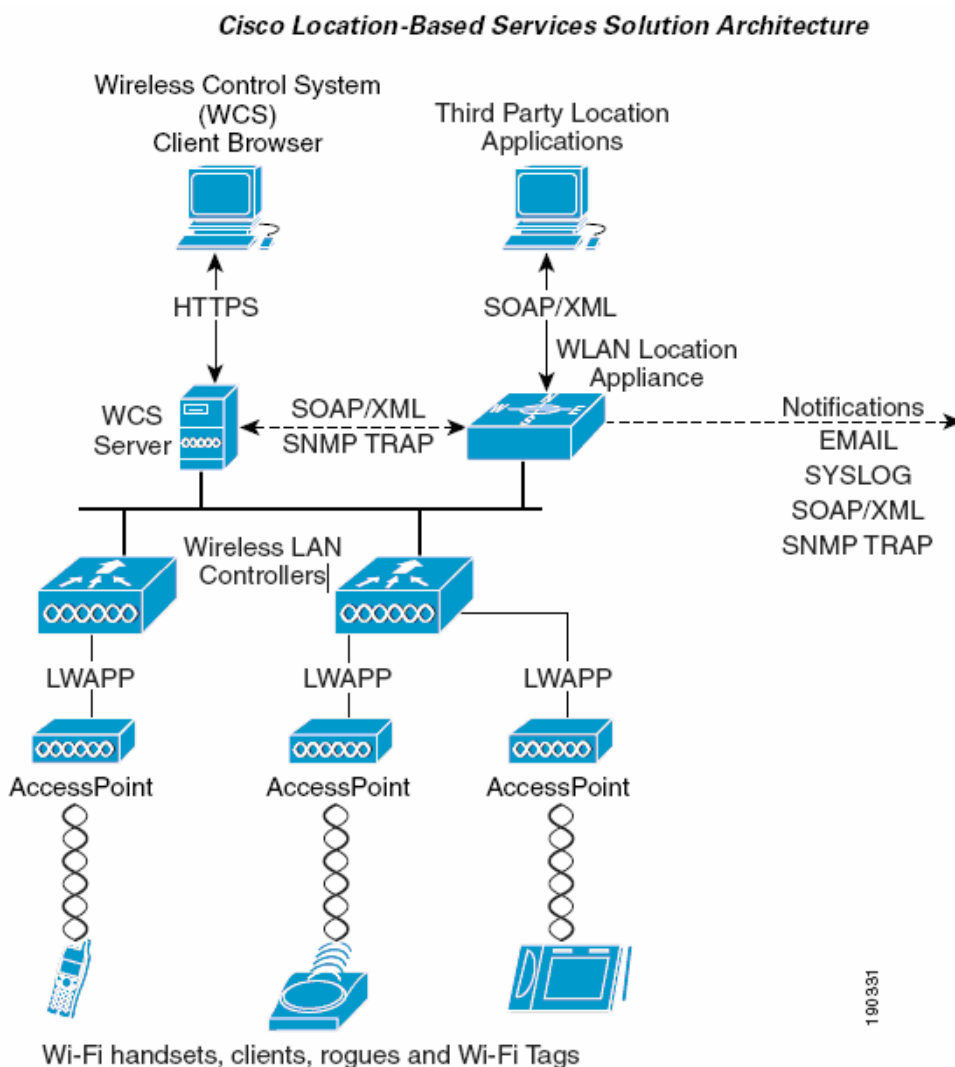 Cisco Location-Based Services Solution Architecture
Wireless Control System
(WCS)
Client Browser
Third Party Location
Applications
HTTPS
SOAP/XML
WLAN Location
Appliance
WCS
Server
SOAP/XML
SNMP TRAP
N
W
E
S
Notifications
EMAIL
SYSLOG
SOAP/XML
SNMP TRAP
Wireless LAN
Controllers
LWAPP
LWAPP
LWAPP
AccessPoint
AccessPoint
AccessPoint
190331
Wi-Fi handsets, clients, rogues and Wi-Fi Tags